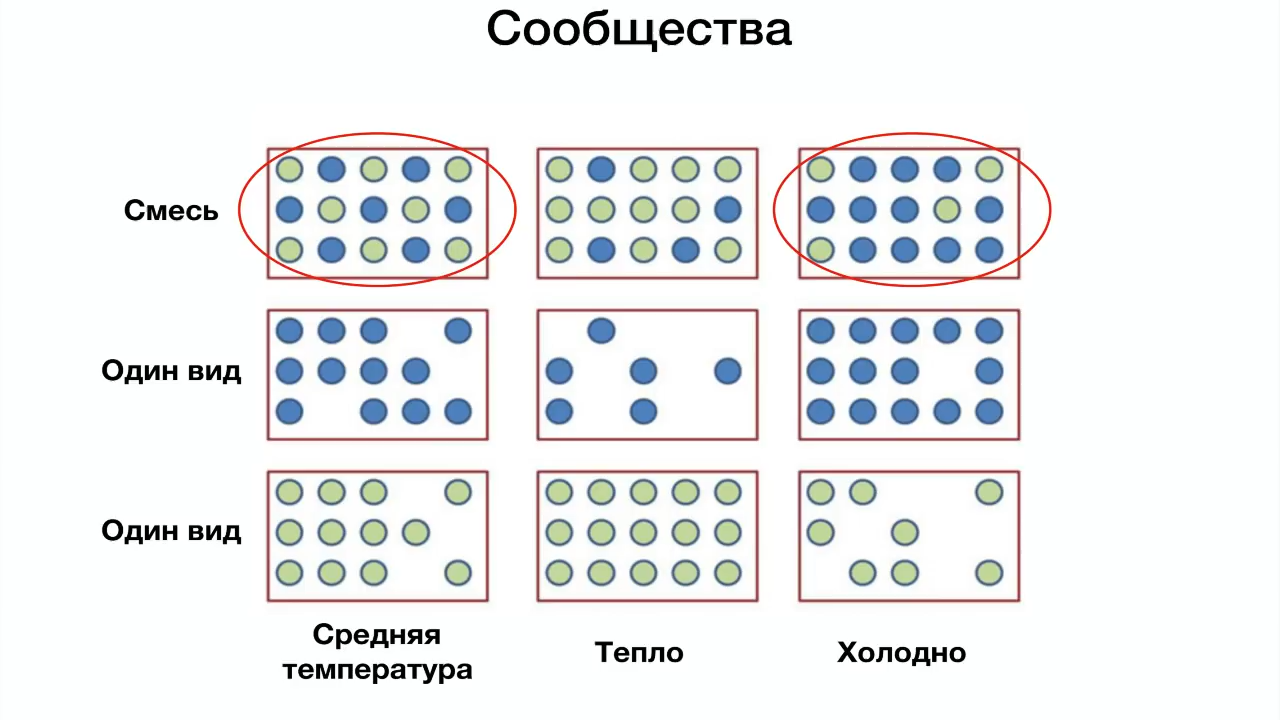 Сообщества
Смесь
Один вид
Один вид
Средняя
температура
Тепло
Холодно